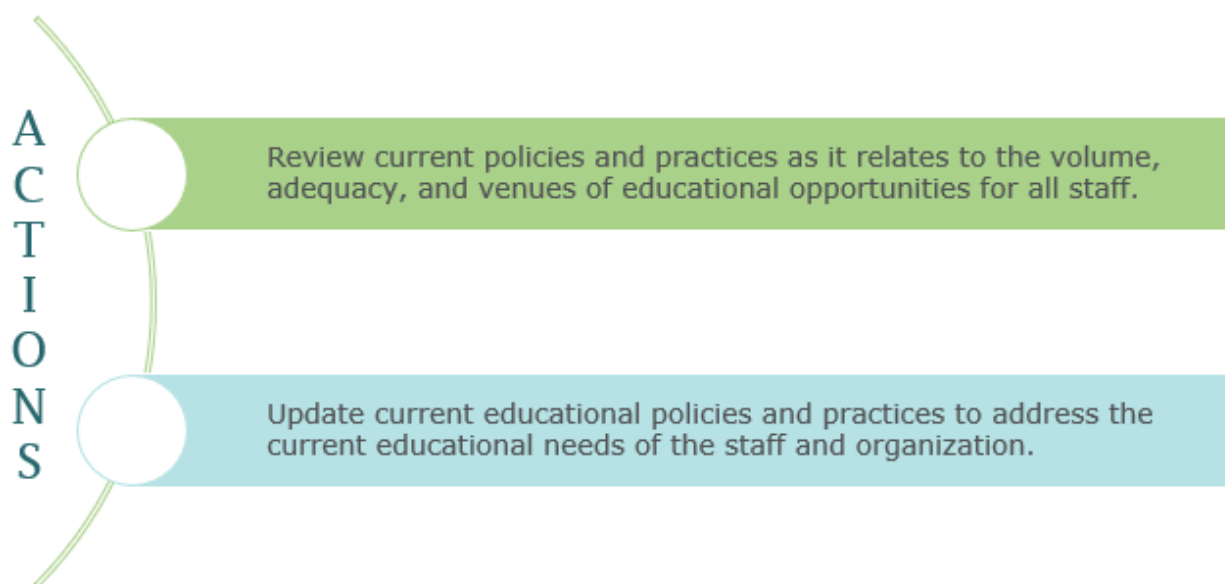 ACTIONS
Review current policies and practices as it relates to the volume,
adequacy, and venues of educational opportunities for all staff.
Update current educational policies and practices to address the
current educational needs of the staff and organization.